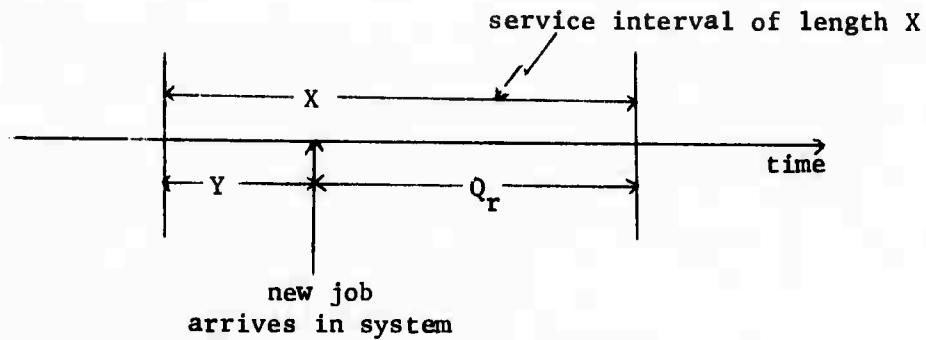 service interval of length X
X
time
Y
Q_r
new job
arrives in system